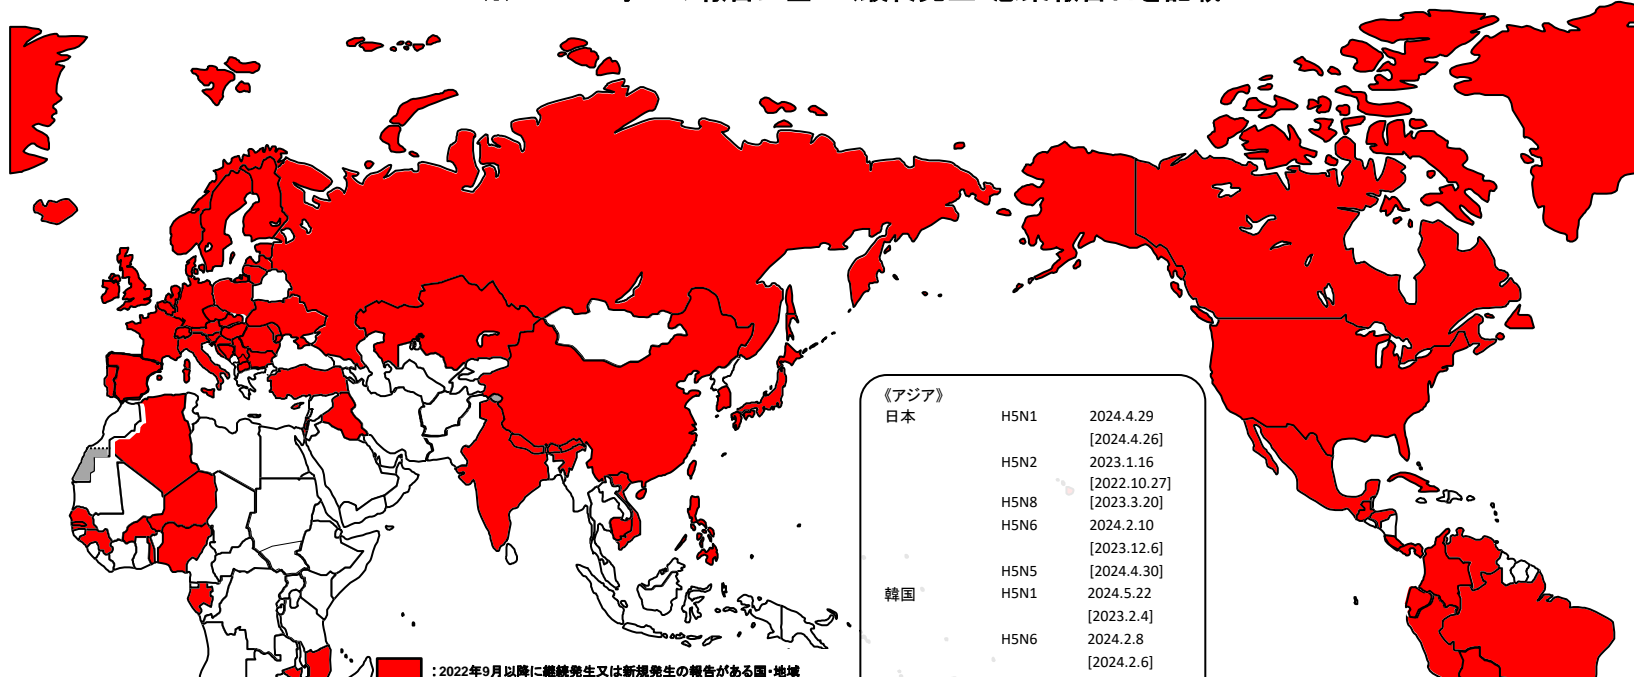 《アジア》
日本 H5N1 2024.4.29
[2024.4.26]
H5N2 2023.1.16
[2022.10.27]
H5N8 [2023.3.20]
H5N6 2024.2.10
[2023.12.6]
H5N5 [2024.4.30]
韓国 H5N1 2024.5.22
[2023.2.4]
H5N6 2024.2.8
[2024.2.6]
:2022年9月以降に継続発生又は新規発生の報告がある国・地域